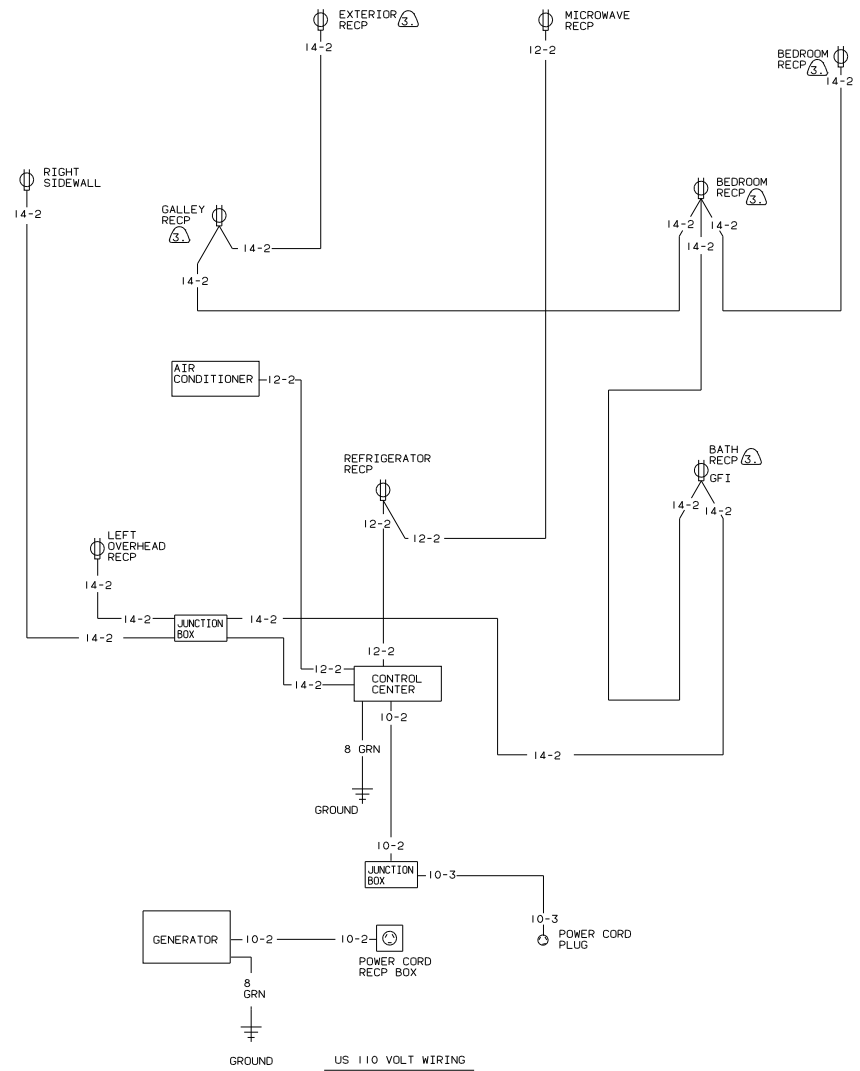 EXTERIOR 3.
RECP
MICROWAVE
RECP
14-2
12-2
BEDROOM
RECP 3.
14-2
RIGHT
SIDEWALL
14-2
GALLEY
RECP
3.
14-2
14-2
BEDROOM
RECP 3.
14-2
14-2
14-2
AIR
CONDITIONER
12-2
REFRIGERATOR
RECP
12-2
12-2
BATH
RECP 3.
GFI
14-2
14-2
LEFT
OVERHEAD
RECP
14-2
14-2
JUNCTION
BOX
14-2
14-2
12-2
12-2
14-2
CONTROL
CENTER
10-2
8 GRN
GROUND
14-2
10-2
JUNCTION
BOX
10-3
10-3
POWER CORD
PLUG
GENERATOR
10-2
10-2
POWER CORD
RECP BOX
8
GRN
GROUND
US 110 VOLT WIRING